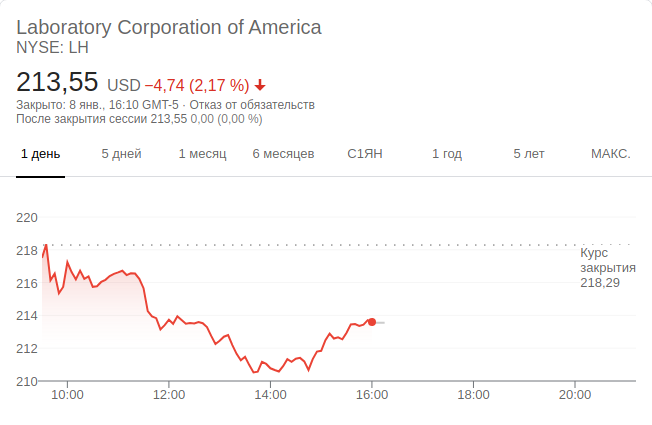 Laboratory Corporation of America
NYSE: LH
213,55 USD −4,74 (2,17 %)
Закрыто: 8 янв., 16:10 GMT-5 · Отказ от обязательств
После закрытия сессии 213,55 0,00 (0,00 %)
1 день 5 дней 1 месяц 6 месяцев С1ЯН 1 год 5 лет МАКС.
220
218
Курс
закрытия
216
218,29
214
212
210
10:00 12:00 14:00 16:00 18:00 20:00